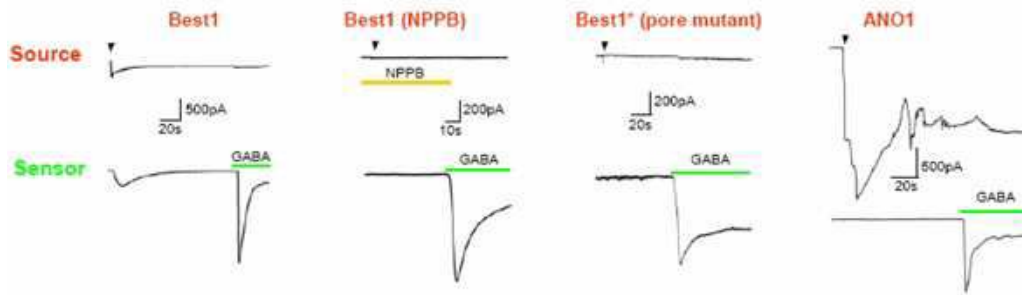 Best1 Best1 (NPPB) Best1* (pore mutant) ANO1
Source
NPPB
500pA 200pA 200pA
20s 10s 20s
500pA
20s
Sensor GABA GABA GABA
GABA